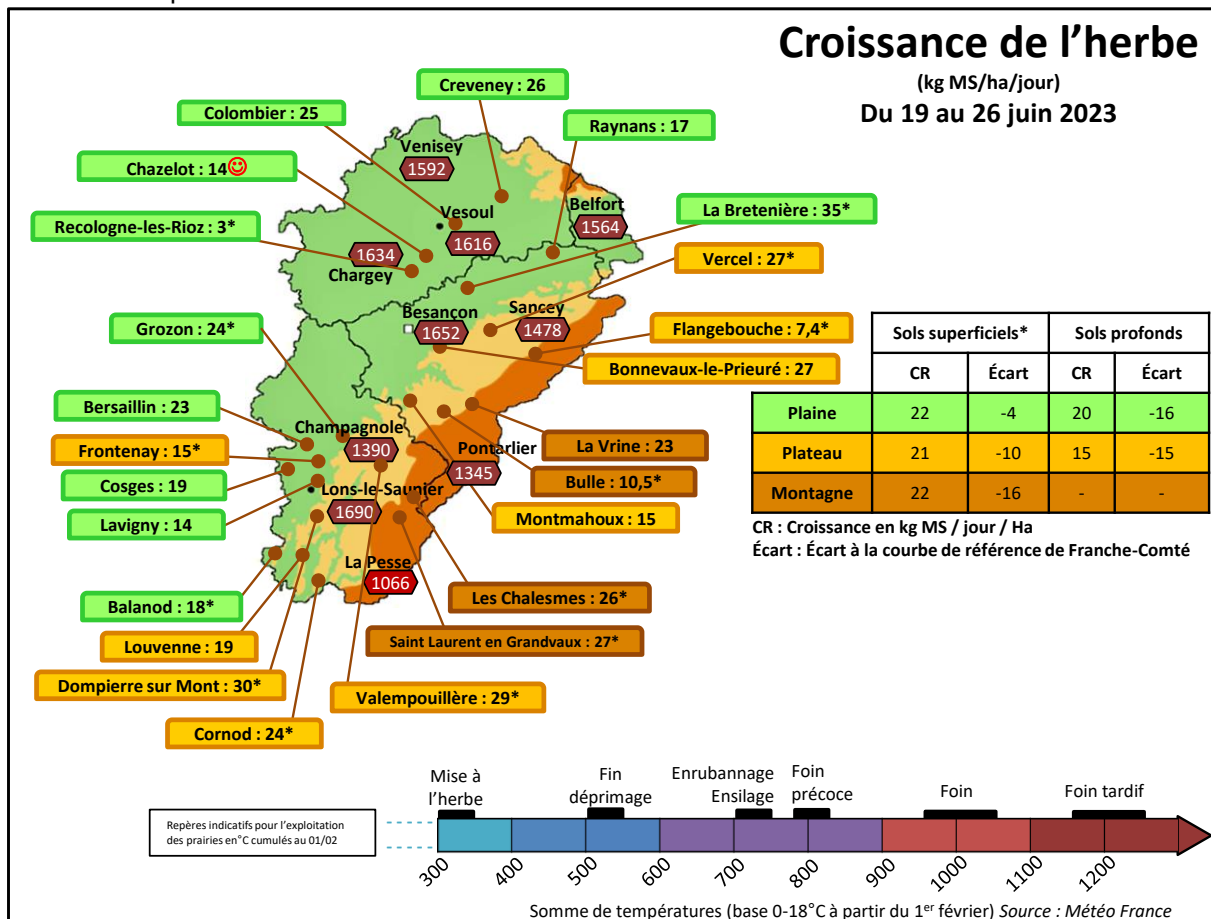 Croissance de l’herbe
(kg MS/ha/jour)
Du 19 au 26 juin 2023
Creveney : 26
Colombier : 25
Raynans : 17
Venisey
1592
Chazelot : 14
Belfort
1564
La Bretenière : 35*
Vesoul
1616
Recologne-les-Rioz : 3*
1634
Chargey
Vercel : 27*
Besançon
1652
Sancey
1478
Grozon : 24*
Flangebouche : 7,4*
Bonnevaux-le-Prieuré : 27
Bersaillin : 23
Champagnole
1390
La Vrine : 23
Frontenay : 15*
Pontarlier
1345
Bulle : 10,5*
Cosges : 19
Lons-le-Saunier
1690
Montmahoux : 15
Lavigny : 14
La Pesse
1066
Les Chalesmes : 26*
Balanod : 18*
Saint Laurent en Grandvaux : 27*
Louvenne : 19
Dompierre sur Mont : 30*
Valempouillère : 29*
Cornod : 24*
Sols superficiels* Sols profonds
CR Écart CR Écart
Plaine 22 -4 20 -16
Plateau 21 -10 15 -15
Montagne 22 -16 - -
CR : Croissance en kg MS / jour / Ha
Écart : Écart à la courbe de référence de Franche-Comté
Mise à
l’herbe
Fin
déprimage
Enrubannage
Ensilage
Foin
précoce
Foin
Foin tardif
Repères indicatifs pour l’exploitation
des prairies en°C cumulés au 01/02
300 400 500 600 700 800 900 1000 1100 1200
Somme de températures (base 0-18°C à partir du 1er février) Source : Météo France